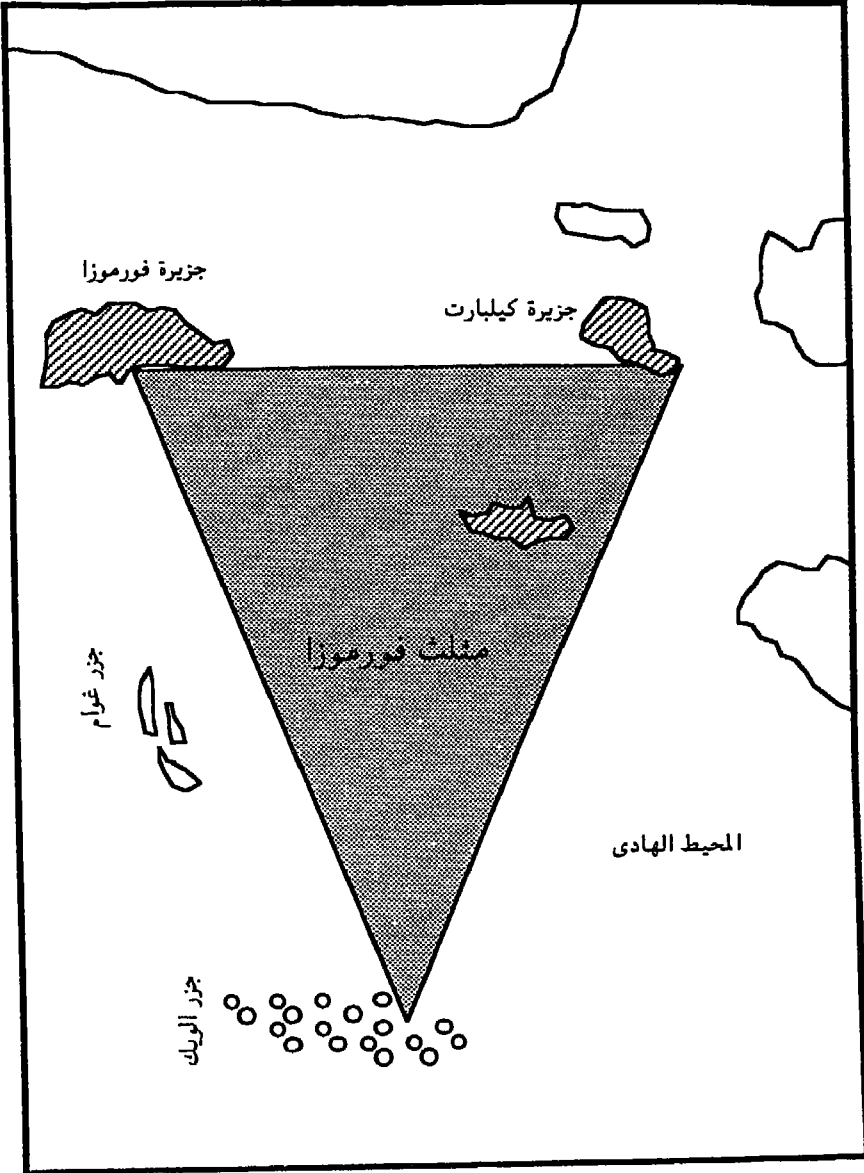 جزيرة فورموزا
جزيرة كيلبارت
مثلث فورموزا
جزر غوام
المحيط الهادى
جزر الويك